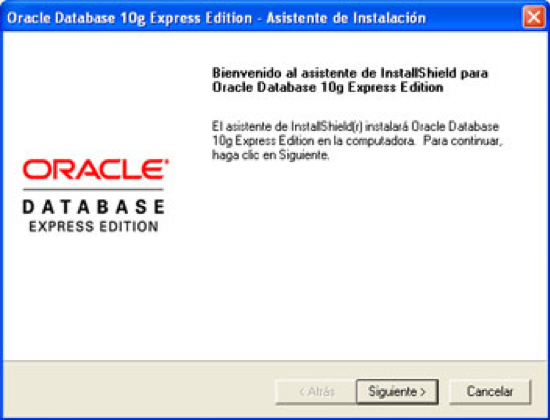 Oracle Database 10g Express Edition - Asistente de Instalación
Bienvenido al asistente de InstallShield para
Oracle Database 10g Express Edition
El asistente de InstallShield(r) instalará Oracle Database
10g Express Edition en la computadora. Para continuar,
haga clic en Siguiente.
ORACLE®
DATABASE
EXPRESS EDITION
< Atrás
Siguiente >
Cancelar